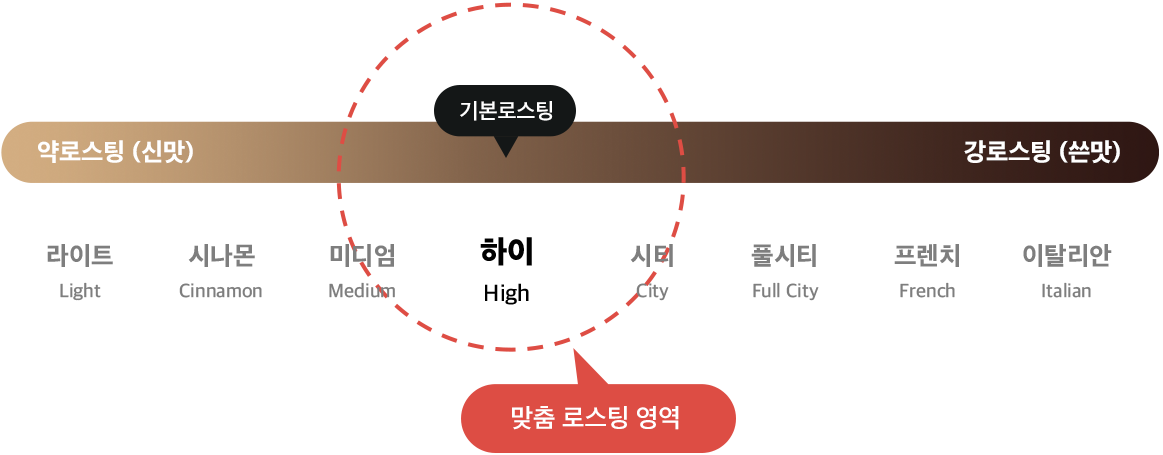 기본로스팅
약로스팅 (신맛)
강로스팅 (쓴맛)
라이트
Light
시나몬
Cinnamon
미디엄
Medium
하이
High
시티
City
풀시티
Full City
프렌치
French
이탈리안
Italian
맞춤 로스팅 영역